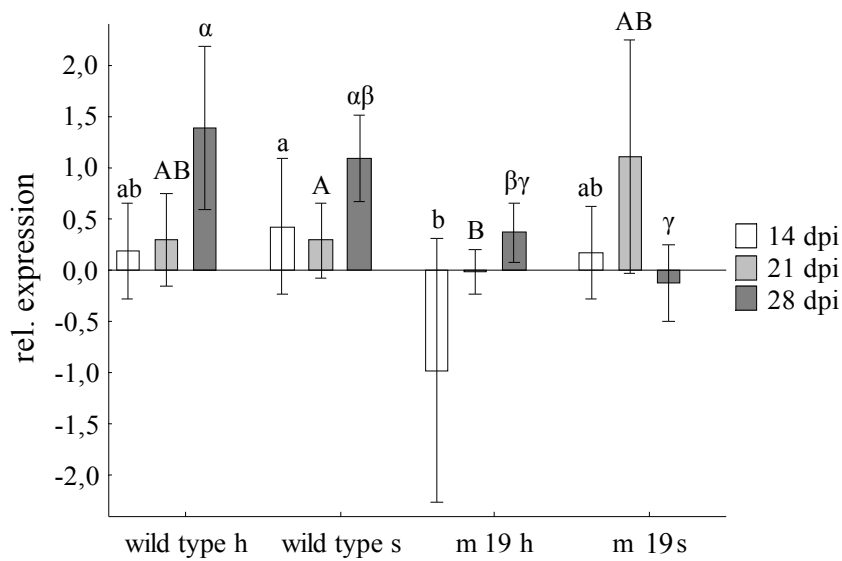 rel. expression
2,0
1,5
1,0
0,5
0,0
-0,5
-1,0
-1,5
-2,0
ab
AB
α
a
A
αβ
b
B
βγ
ab
AB
γ
wild type h
wild type s
m 19 h
m 19 s
14 dpi
21 dpi
28 dpi